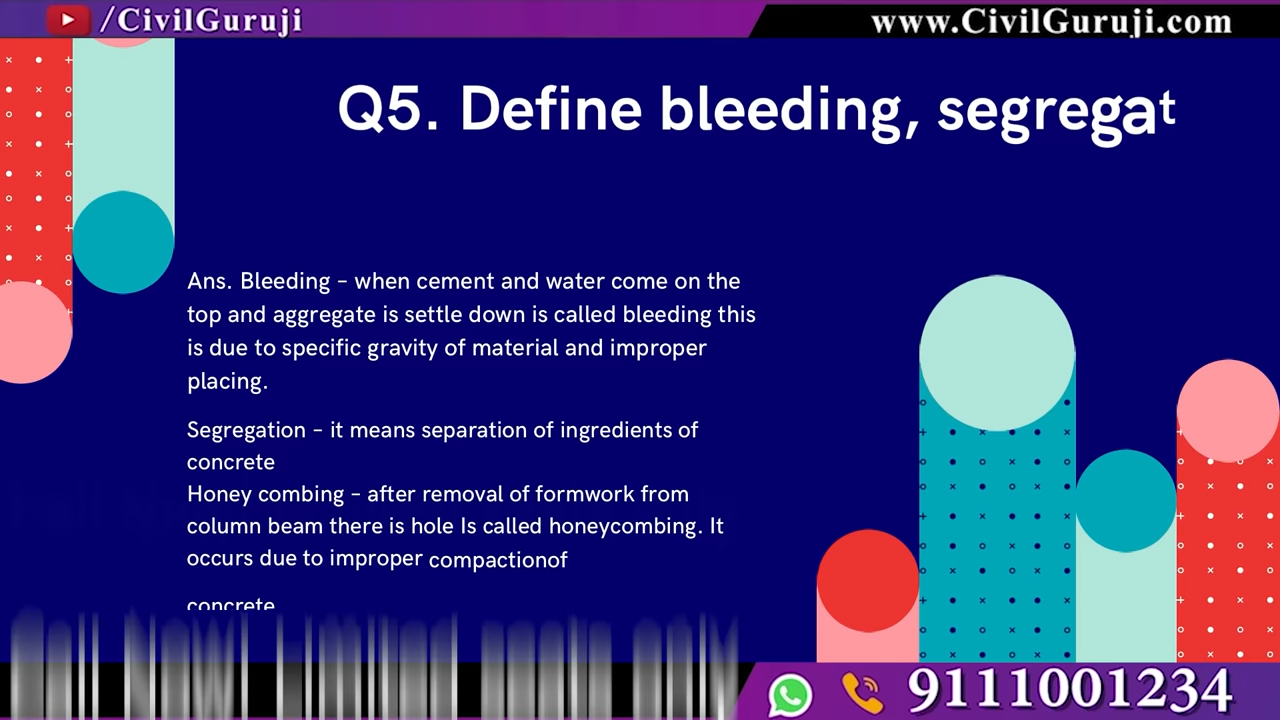 /CivilGuruji
www.CivilGuruji.com
Q5. Define bleeding, segregat
Ans. Bleeding – when cement and water come on the
top and aggregate is settle down is called bleeding this
is due to specific gravity of material and improper
placing.
Segregation – it means separation of ingredients of
concrete
Honey combing – after removal of formwork from
column beam there is hole Is called honeycombing. It
occurs due to improper compactionof
concrete
9111001234